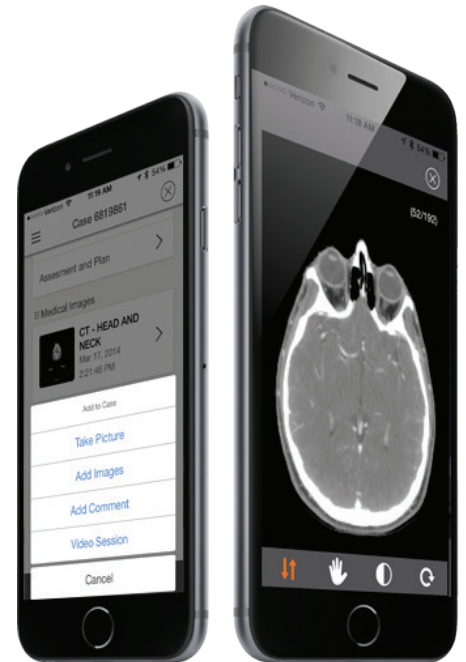 Verizon
11:19 AM
54%
Case 6819861
Assesment and Plan
Medical Images
CT - HEAD AND
NECK
Mar 17, 2014
2:21:46 PM
Add to Case
Take Picture
Add Images
Add Comment
Video Session
Cancel
Verizon
11:18 AM
54%
(52/192)